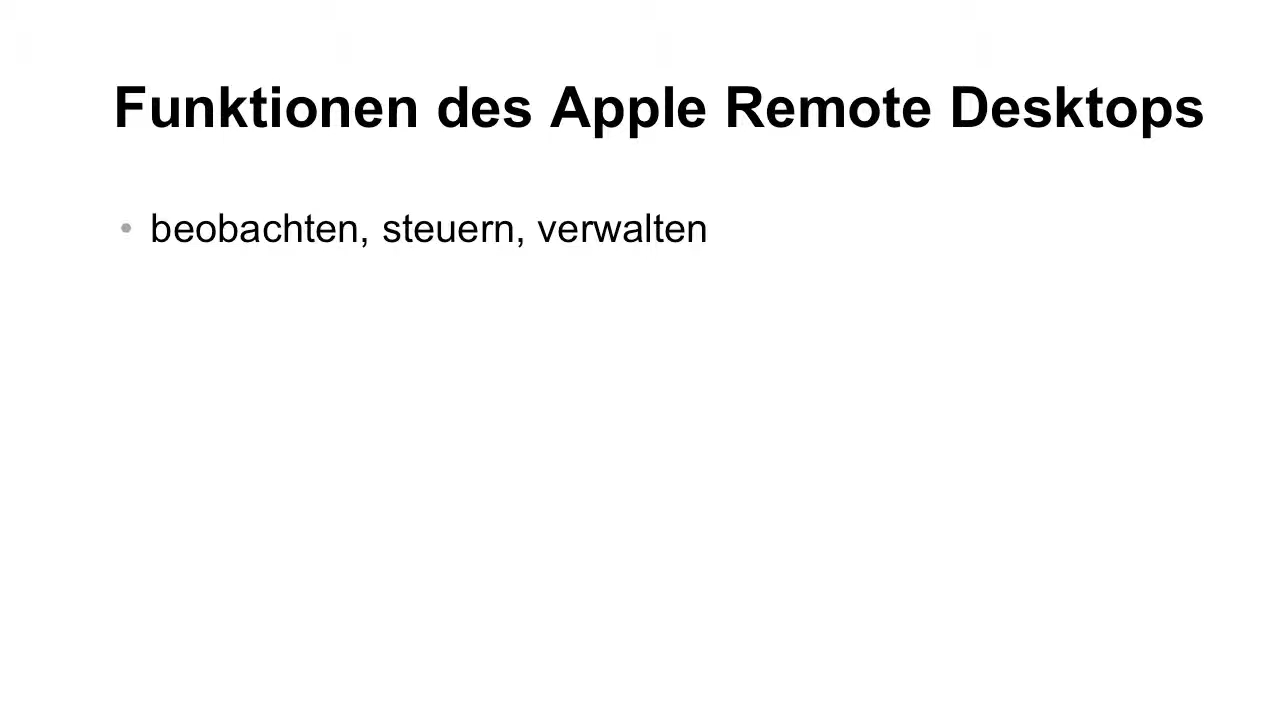 Funktionen des Apple Remote Desktops
• beobachten, steuern, verwalten